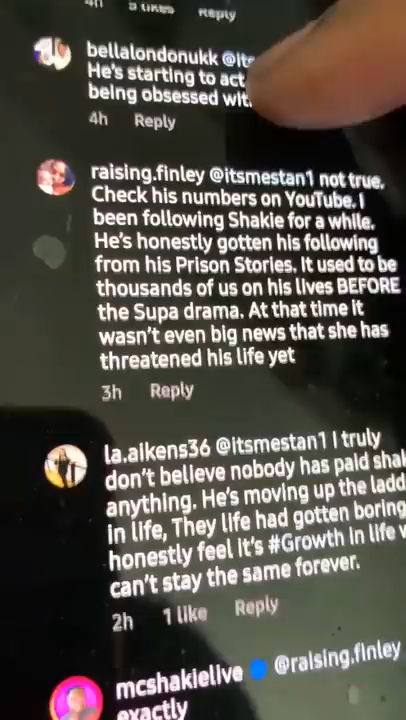 4h 5 likes Reply
bellalondonukk
He's starting to act
being obsessed
4h Reply
raising.finley @itsmestan1 not true.
Check his numbers on YouTube. I
been following Shakie for a while.
He's honestly gotten his following
from his Prison Stories. It used to be
thousands of us on his lives BEFORE
the Supa drama. At that time it
wasn't even big news that she has
threatened his life yet
3h Reply
la.aikens36 @itsmestan1 I truly
don't believe nobody has paid
anything. He's moving up the
in life, They life had gotten boring
honestly feel it's #Growth in life
can't stay the same forever.
2h 1 like Reply
mcshakielive @raising.finley
exactly